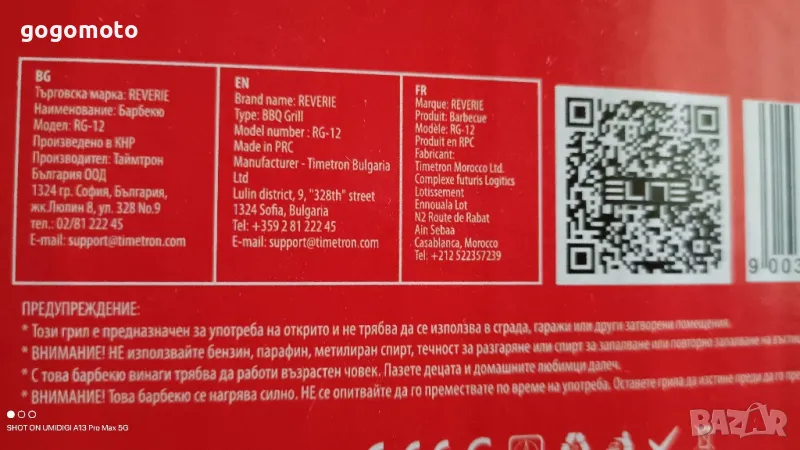 gogomoto
BG
Търговска марка: REVERIE
Наименование: Барбекю
Модел: RG-12
Произведено в КНР
Производител: Таймтрон
България ООД
1324 гр. София, България,
жк.Люлин 8, ул. 328 No.9
тел.: 02/81 222 45
E-mail: support@timetron.com
EN
Brand name: REVERIE
Type: BBQ Grill
Model number : RG-12
Made in PRC
Manufacturer - Timetron Bulgaria
Ltd
Lulin district, 9, "328th" street
1324 Sofia, Bulgaria
Tel: +359 2 81 222 45
E-mail: support@timetron.com
FR
Marque: REVERIE
Produit: Barbecue
Modèle: RG-12
Produit en RPC
Fabricant:
Timetron Morocco Ltd.
Complexe futuris Logitics
Lotissement
Ennouala Lot
N2 Route de Rabat
Ain Sebaa
Casablanca, Morocco
Tel: +212 522357239
ELITE
9 003
ПРЕДУПРЕЖДЕНИЕ:
* Този грил е предназначен за употреба на открито и не трябва да се използва в сграда, гаражи или други затворени помещения.
* ВНИМАНИЕ! НЕ използвайте бензин, парафин, метилиран спирт, течност за разгаряне или спирт за запалване или повторно запалване на
* С това барбекю винаги трябва да работи възрастен човек. Пазете децата и домашните любимци далеч.
* ВНИМАНИЕ! Това барбекю се нагрява силно. НЕ се опитвайте да го премествате по време на употреба. Оставете грила да изстине преди да го
SHOT ON UMIDIGI A13 Pro Max 5G
BAZAR